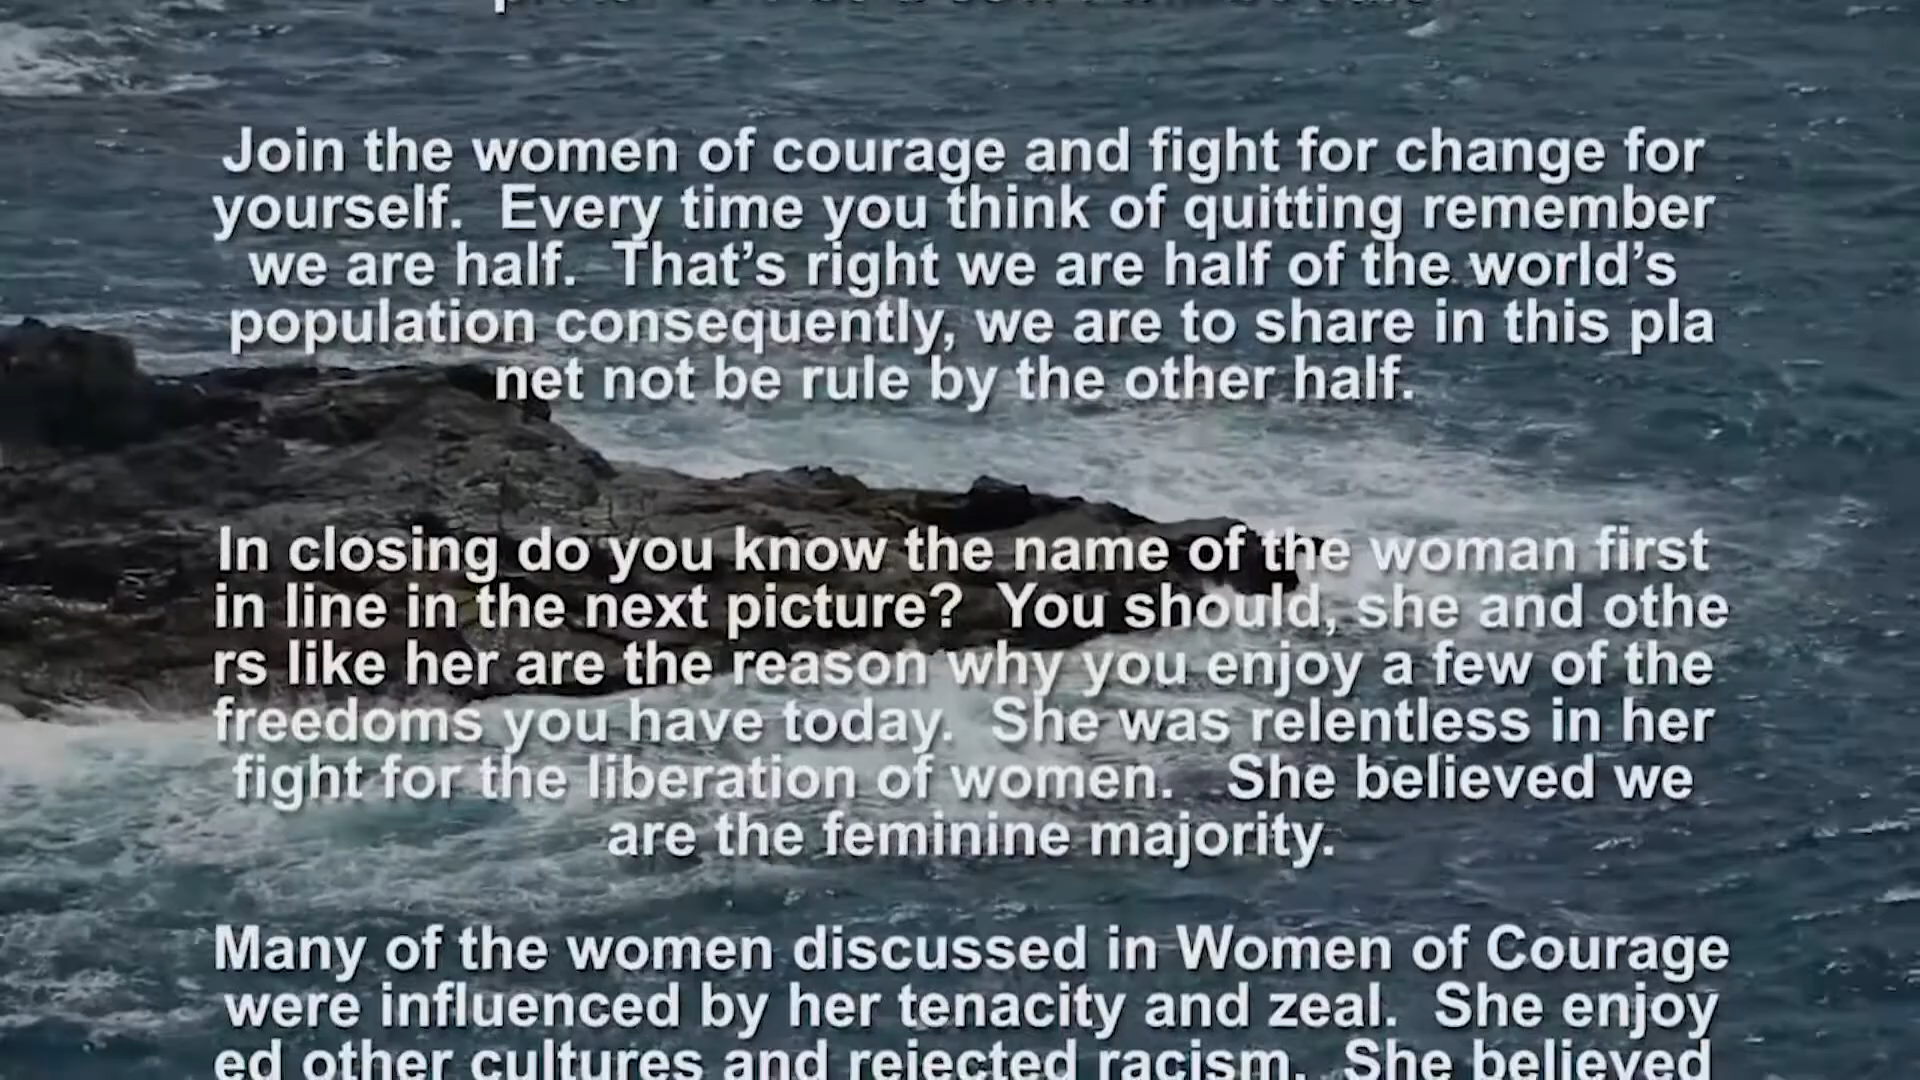 Join the women of courage and fight for change for
yourself.  Every time you think of quitting remember
we are half.  That’s right we are half of the world’s
population consequently, we are to share in this pla
net not be rule by the other half.
In closing do you know the name of the woman first
in line in the next picture?  You should, she and othe
rs like her are the reason why you enjoy a few of the
freedoms you have today.  She was relentless in her
fight for the liberation of women.   She believed we
are the feminine majority.
Many of the women discussed in Women of Courage
were influenced by her tenacity and zeal.  She enjoy
ed other cultures and rejected racism.  She believed